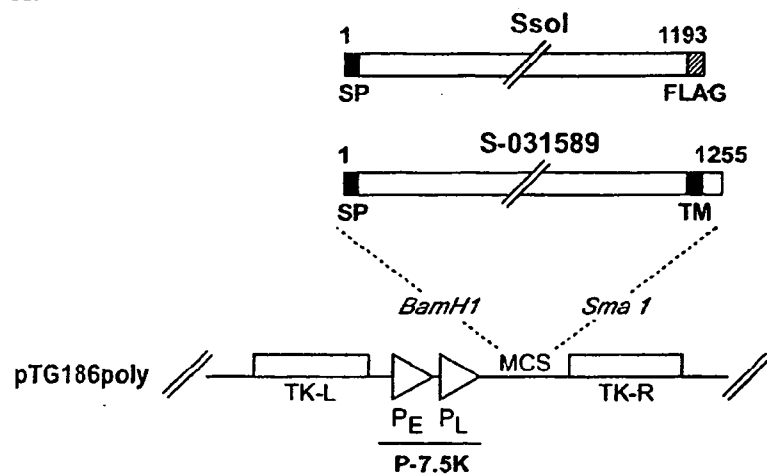 Ssol
1 1193
SP FLAG
S-031589
1 1255
SP TM
BamH1 Sma 1
MCS
pTG186poly
TK-L TK-R
PE PL
P-7.5K